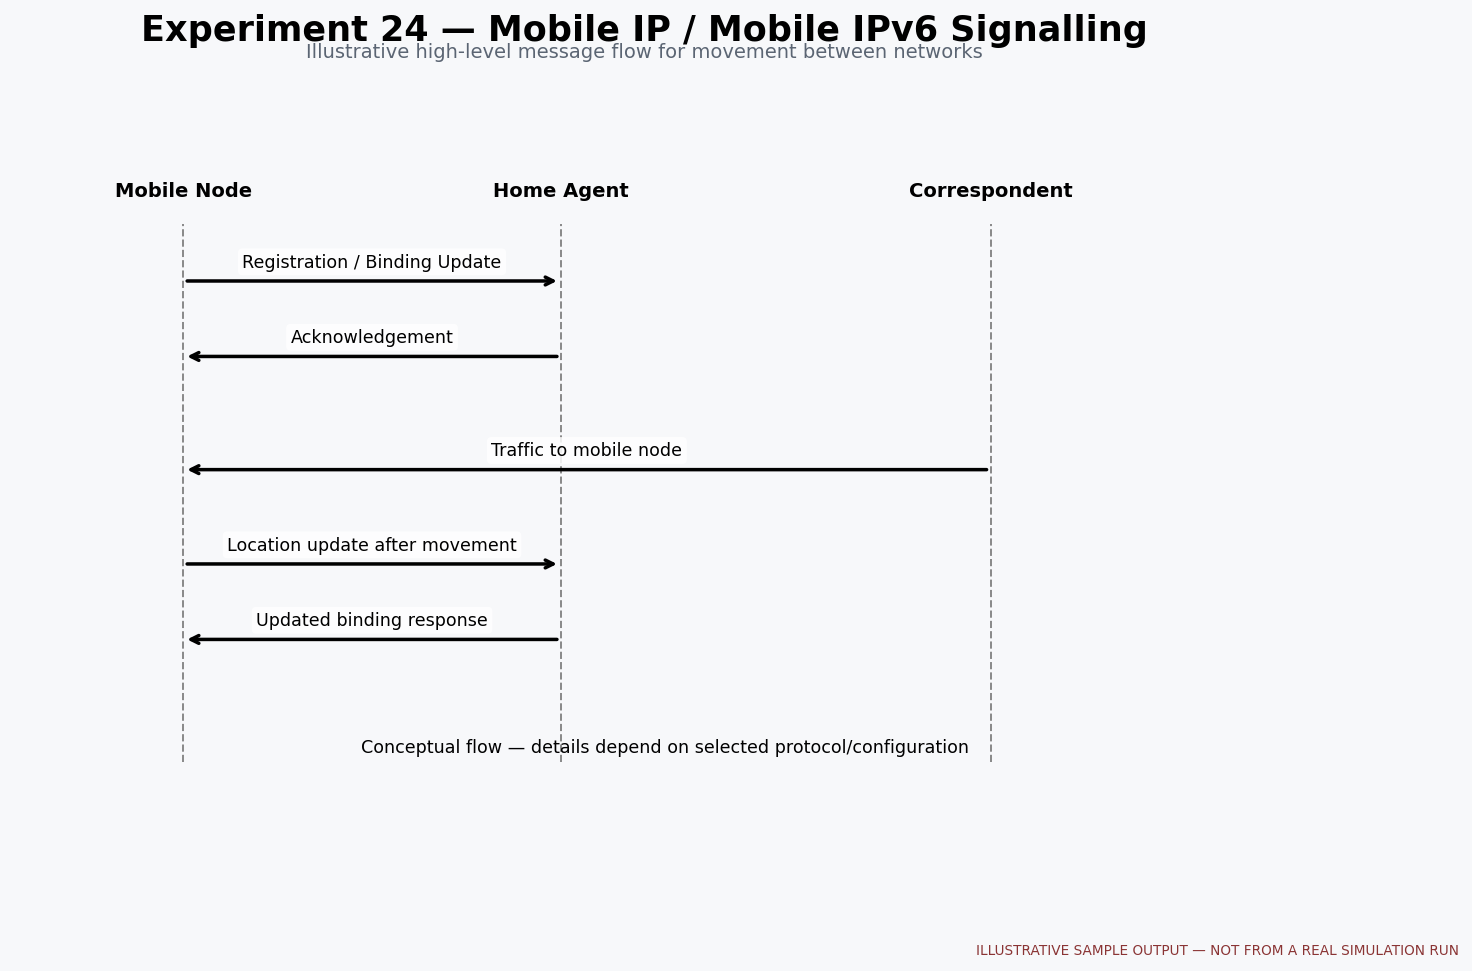 Experiment 24 — Mobile IP / Mobile IPv6 Signalling
Illustrative high-level message flow for movement between networks
Mobile Node Home Agent Correspondent
Registration / Binding Update
Acknowledgement
Traffic to mobile node
Location update after movement
Updated binding response
Conceptual flow — details depend on selected protocol/configuration
ILLUSTRATIVE SAMPLE OUTPUT — NOT FROM A REAL SIMULATION RUN